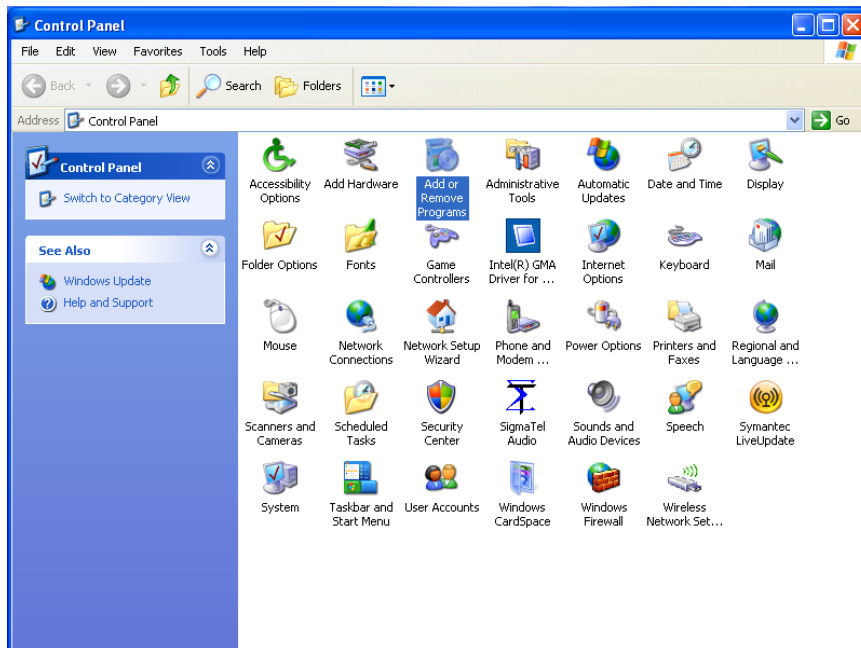 Control Panel
File Edit View Favorites Tools Help
Back Search Folders
Address Control Panel Go
Control Panel
Switch to Category View
See Also
Windows Update
Help and Support
Accessibility
Options
Add Hardware
Add or
Remove
Programs
Administrative
Tools
Automatic
Updates
Date and Time
Display
Folder Options
Fonts
Game
Controllers
Intel(R) GMA
Driver for ...
Internet
Options
Keyboard
Mail
Mouse
Network
Connections
Network Setup
Wizard
Phone and
Modem ...
Power Options
Printers and
Faxes
Regional and
Language ...
Scanners and
Cameras
Scheduled
Tasks
Security
Center
SigmaTel
Audio
Sounds and
Audio Devices
Speech
Symantec
LiveUpdate
System
Taskbar and
Start Menu
User Accounts
Windows
CardSpace
Windows
Firewall
Wireless
Network Set...